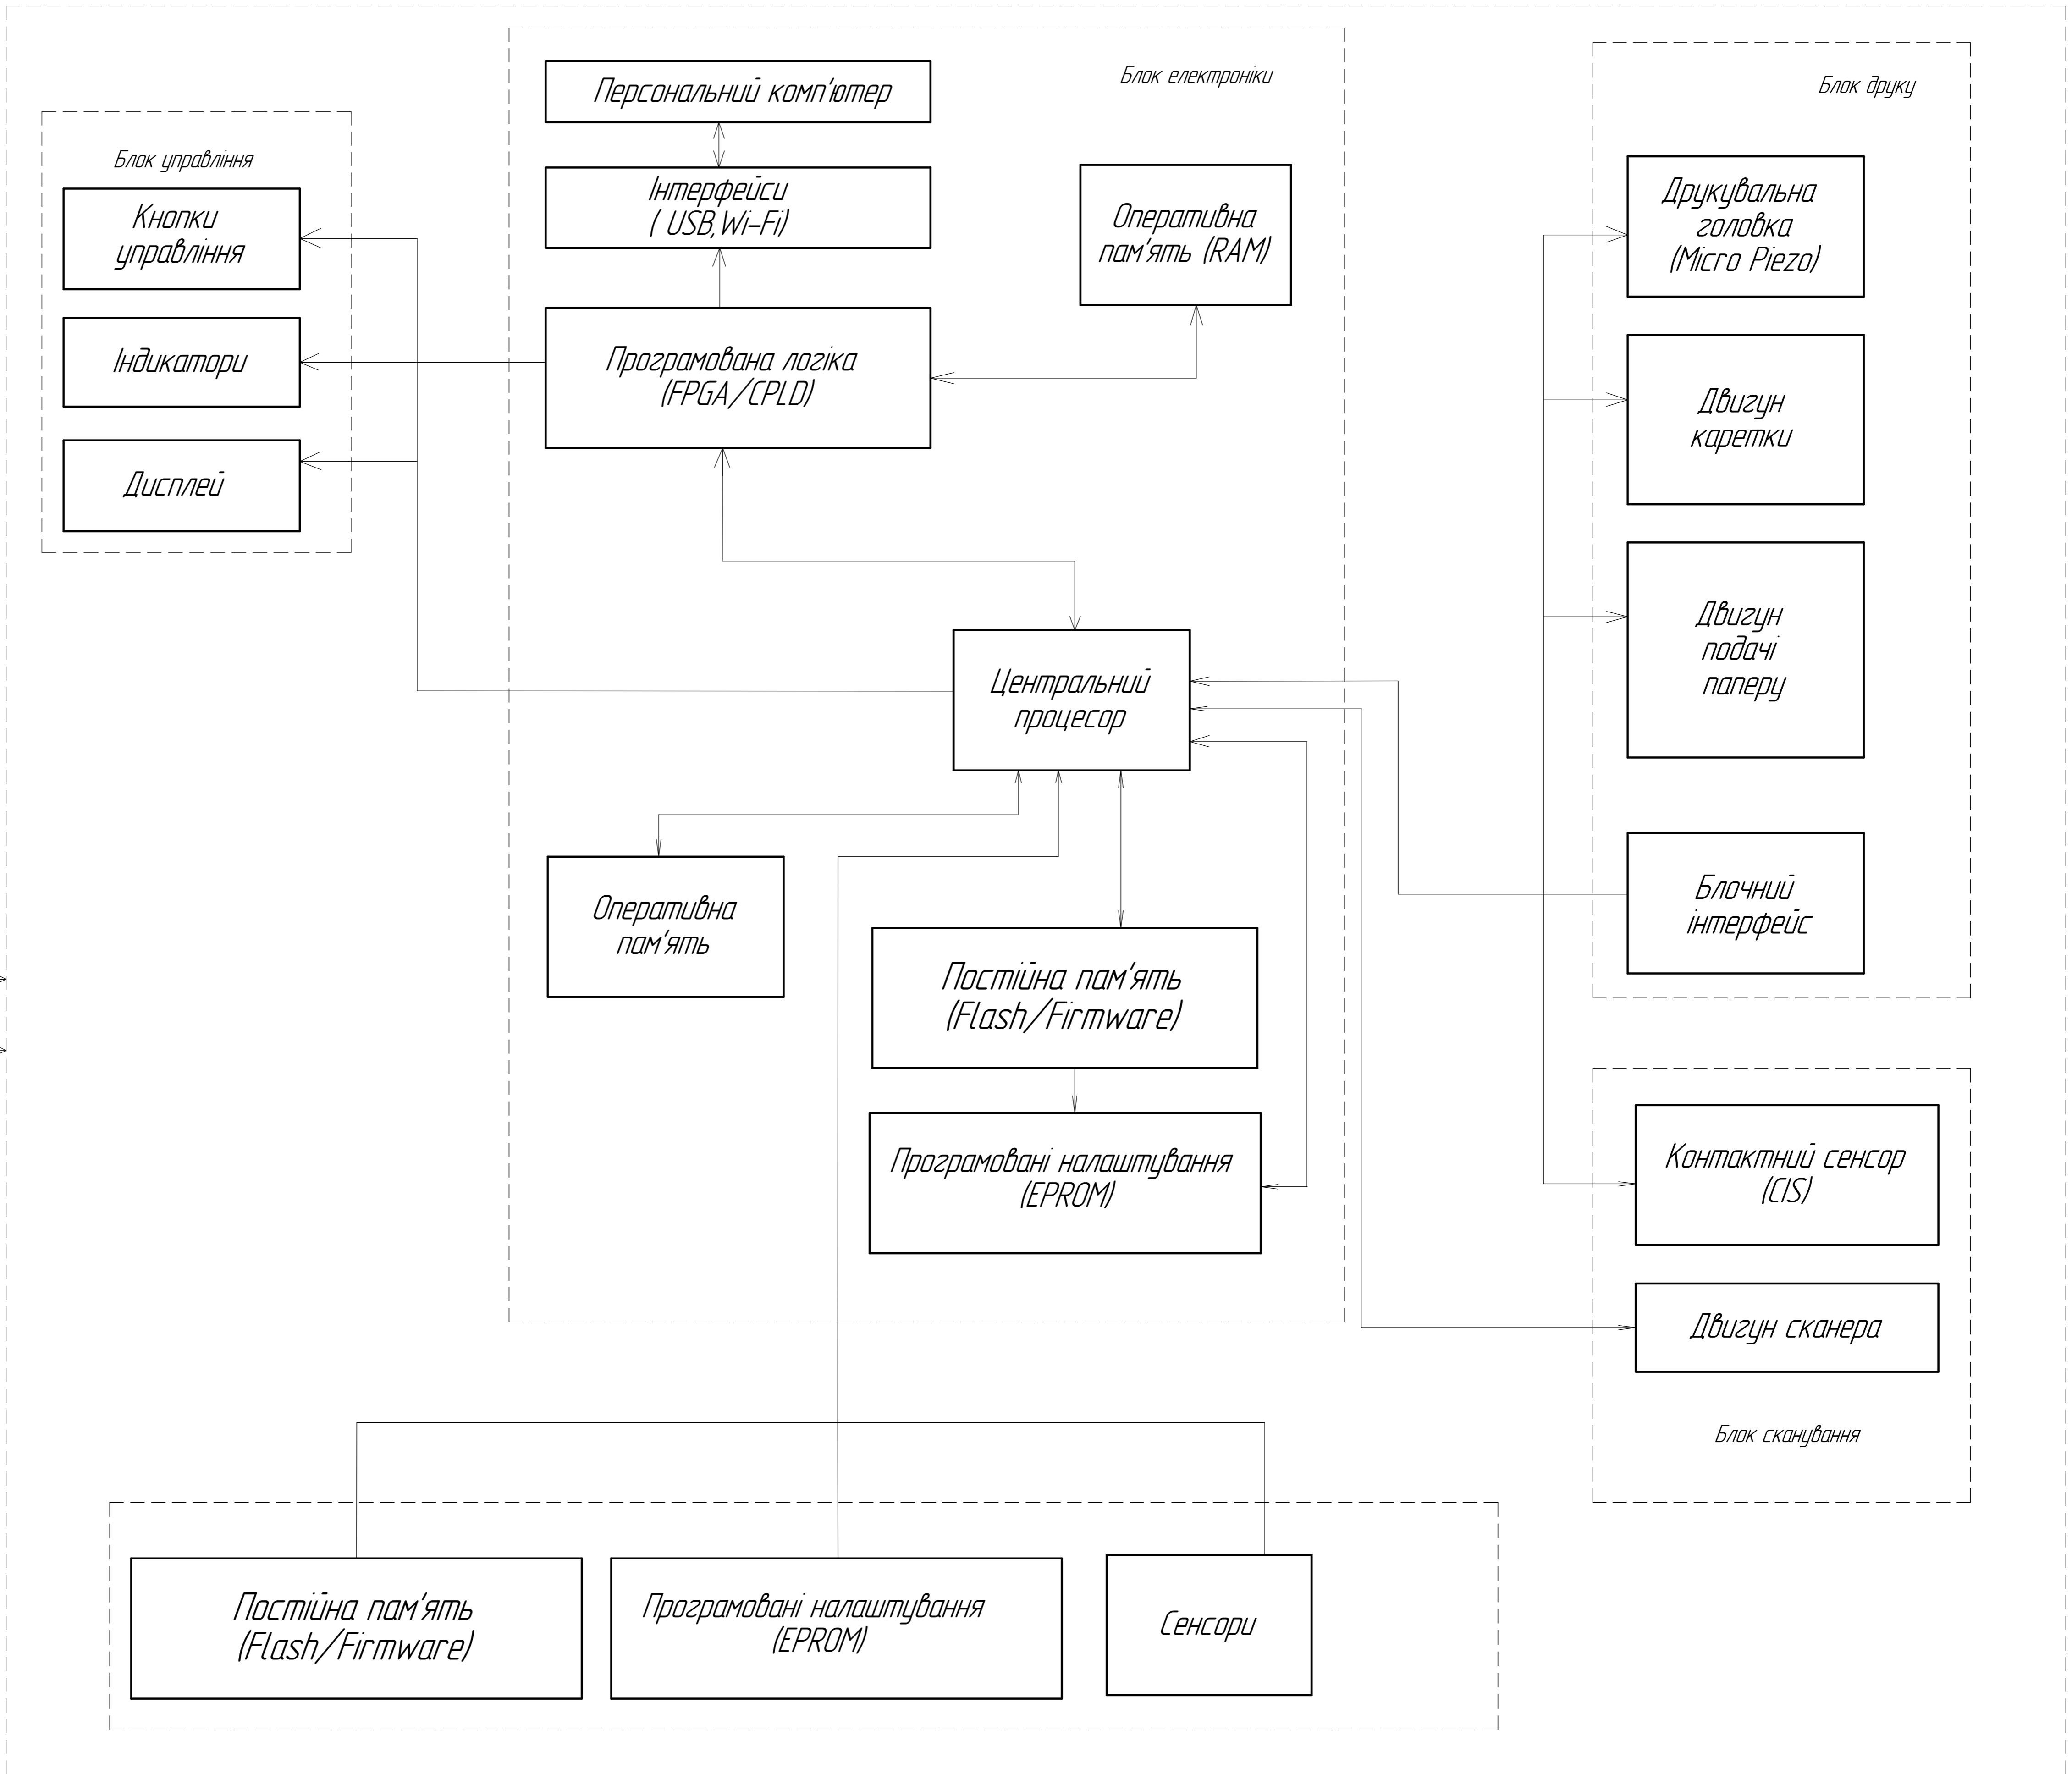 Блок управління
Кнопки
управління
Індикатори
Дисплей
Блок електроніки
Персональний комп'ютер
Інтерфейси
( USB,Wi-Fi)
Оперативна
пам'ять (RAM)
Програмована логіка
(FPGA/CPLD)
Центральний
процесор
Оперативна
пам'ять
Постійна пам'ять
(Flash/Firmware)
Програмовані налаштування
(EPROM)
Блок друку
Друкувальна
головка
(Micro Piezo)
Двигун
каретки
Двигун
подачі
паперу
Блочний
інтерфейс
Контактний сенсор
(CIS)
Двигун сканера
Блок сканування
Постійна пам'ять
(Flash/Firmware)
Програмовані налаштування
(EPROM)
Сенсори